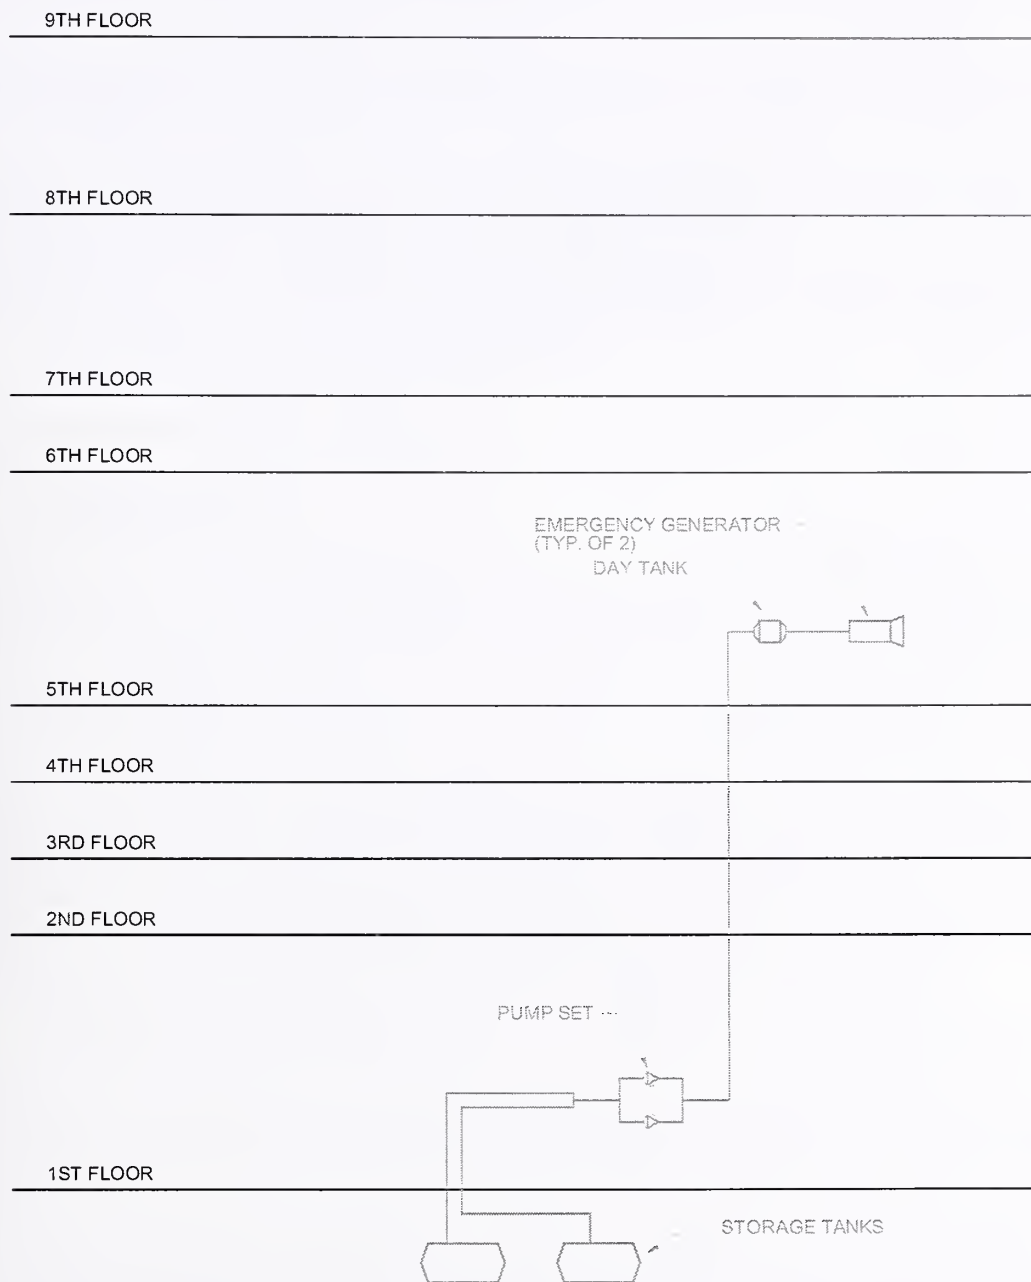 9TH FLOOR
8TH FLOOR
7TH FLOOR
6TH FLOOR
EMERGENCY GENERATOR
(TYP. OF 2)
DAY TANK
5TH FLOOR
4TH FLOOR
3RD FLOOR
2ND FLOOR
PUMP SET
1ST FLOOR
STORAGE TANKS